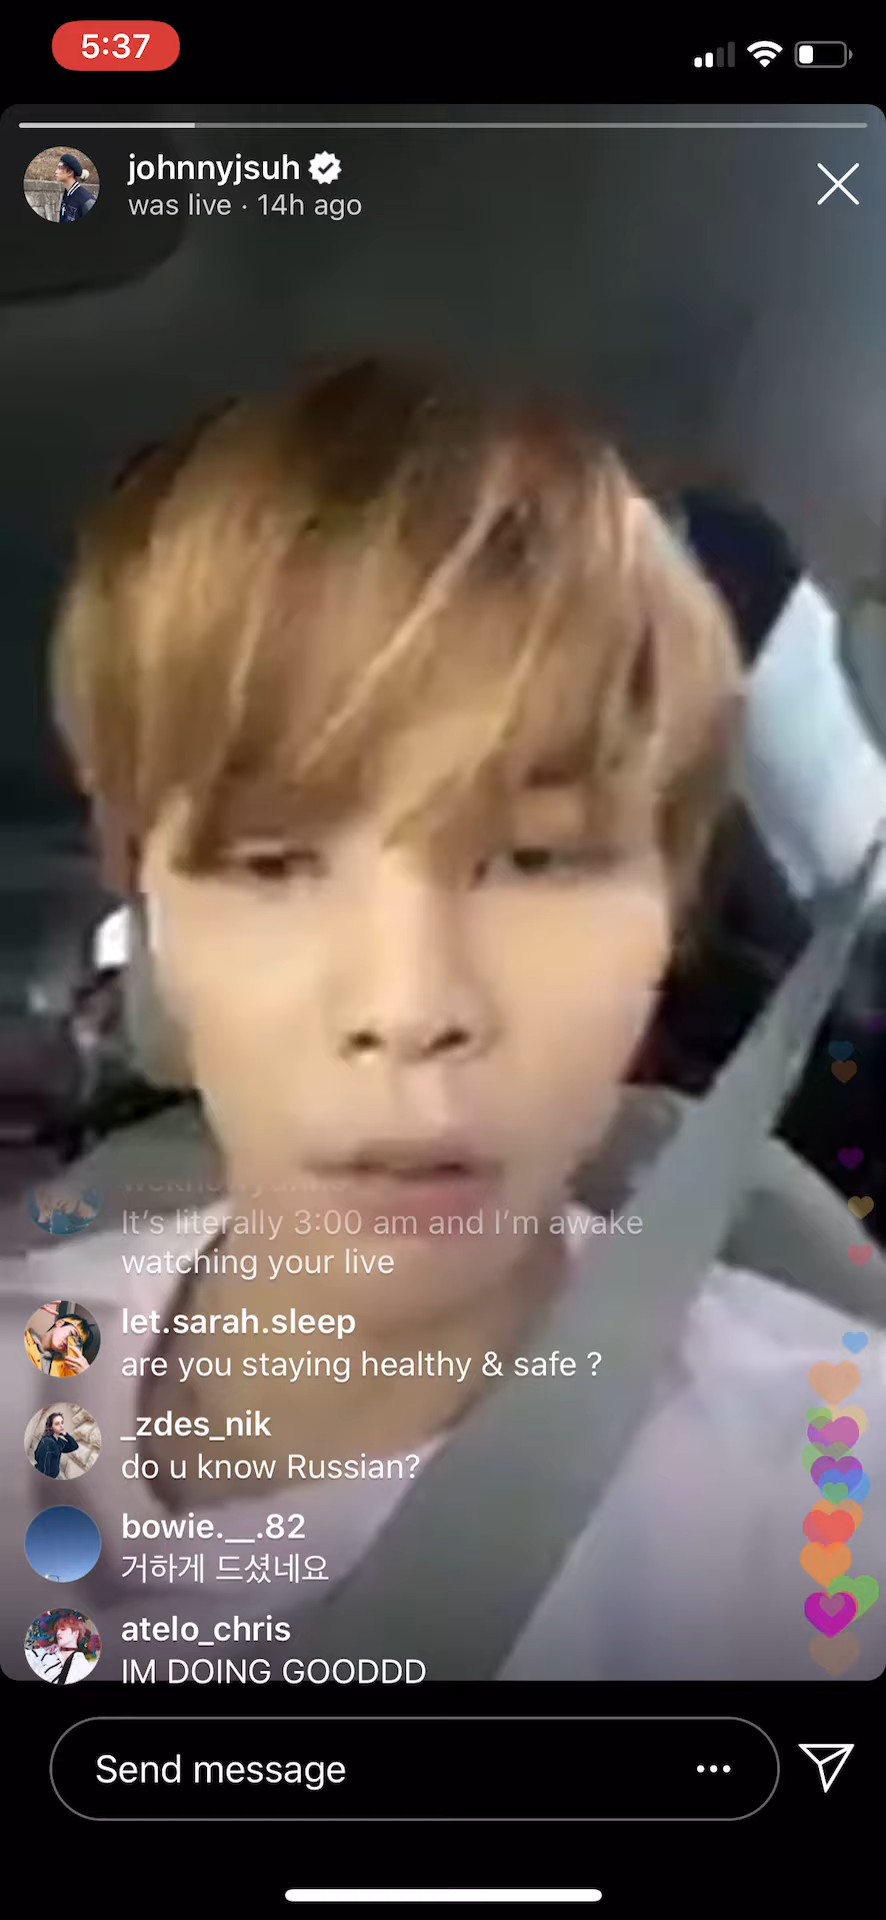 5:37
johnnyjsuh
was live · 14h ago
It's literally 3:00 am and I'm awake
watching your live
let.sarah.sleep
are you staying healthy & safe ?
_zdes_nik
do u know Russian?
bowie.__.82
거하게 드셨네요
atelo_chris
IM DOING GOODDD
Send message